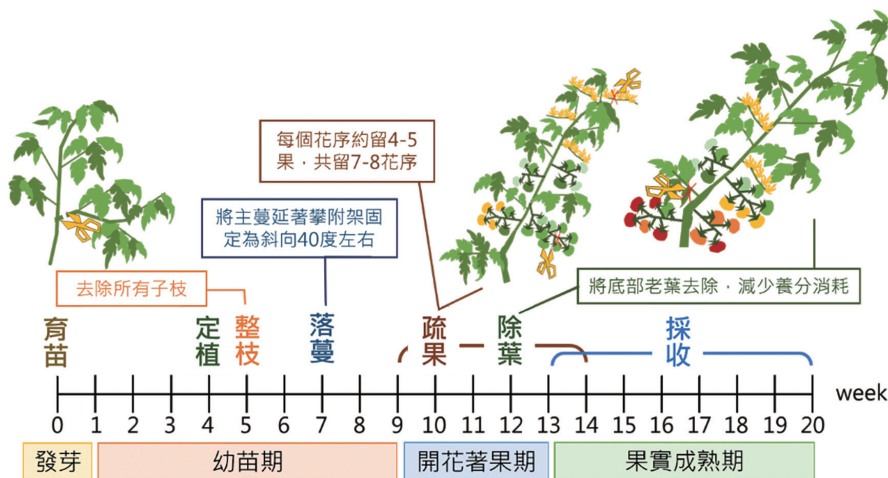 每個花序約留4-5
果，共留7-8花序
將主蔓延著攀附架固
定為斜向40度左右
去除所有子枝
將底部老葉去除，減少養分消耗
育苗
定植
整枝
落蔓
疏果
除葉
採收
0 1 2 3 4 5 6 7 8 9 10 11 12 13 14 15 16 17 18 19 20 week
發芽 幼苗期 開花著果期 果實成熟期